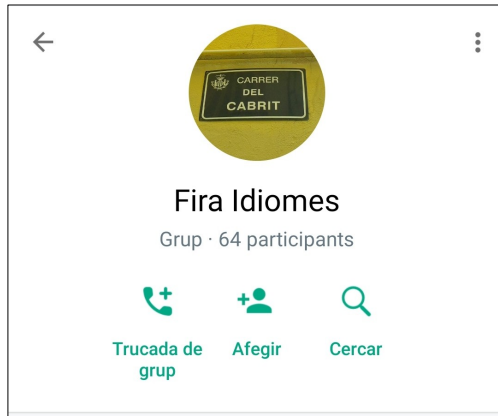 CARRER
DEL
CABRIT
Fira Idiomes
Grup · 64 participants
Trucada de
grup
Afegir
Cercar